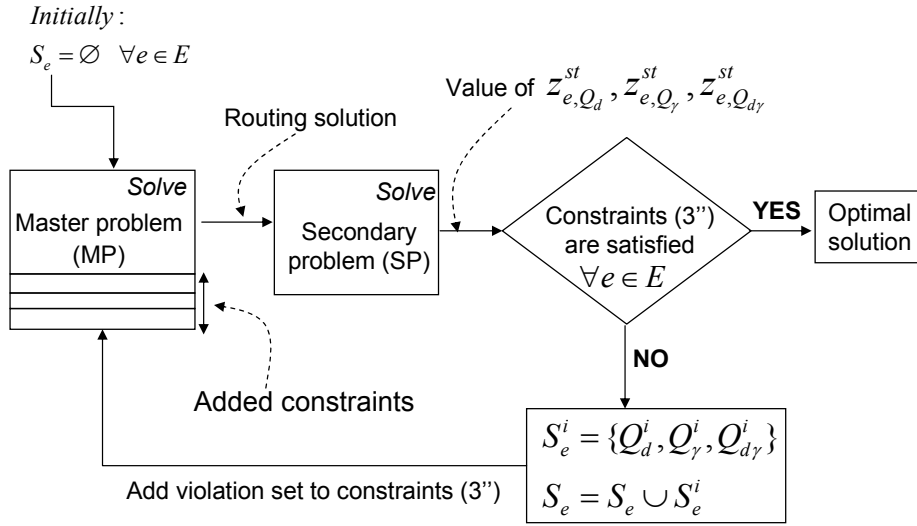 Initially :
S_e = ∅ ∀e ∈ E
Value of z^{st}_{e,Q_d} , z^{st}_{e,Q_γ} , z^{st}_{e,Q_{dγ}}
Routing solution
Solve
Master problem
(MP)
Solve
Secondary
problem (SP)
Constraints (3'')
are satisfied
∀e ∈ E
YES
Optimal
solution
NO
Added constraints
S^i_e = {Q^i_d , Q^i_γ , Q^i_{dγ}}
S_e = S_e ∪ S^i_e
Add violation set to constraints (3'')